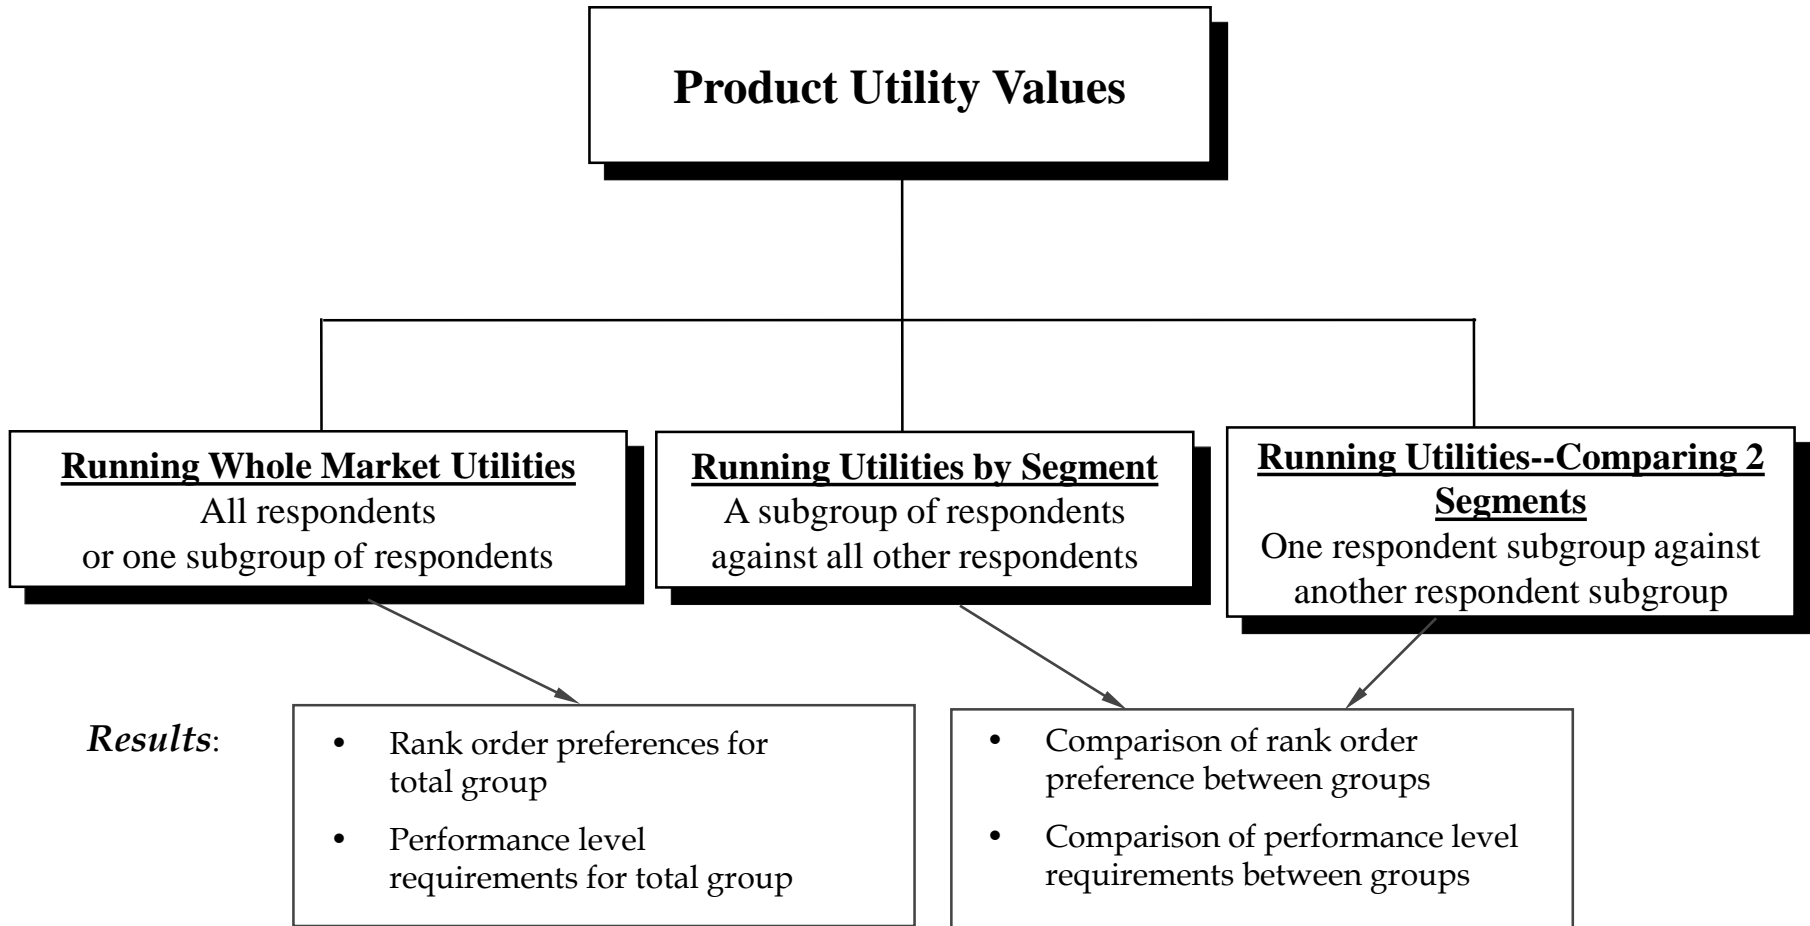 Product Utility Values
Running Whole Market Utilities
All respondents
or one subgroup of respondents
Running Utilities by Segment
A subgroup of respondents
against all other respondents
Running Utilities--Comparing 2
Segments
One respondent subgroup against
another respondent subgroup
Results:
• Rank order preferences for
total group
• Performance level
requirements for total group
• Comparison of rank order
preference between groups
• Comparison of performance level
requirements between groups